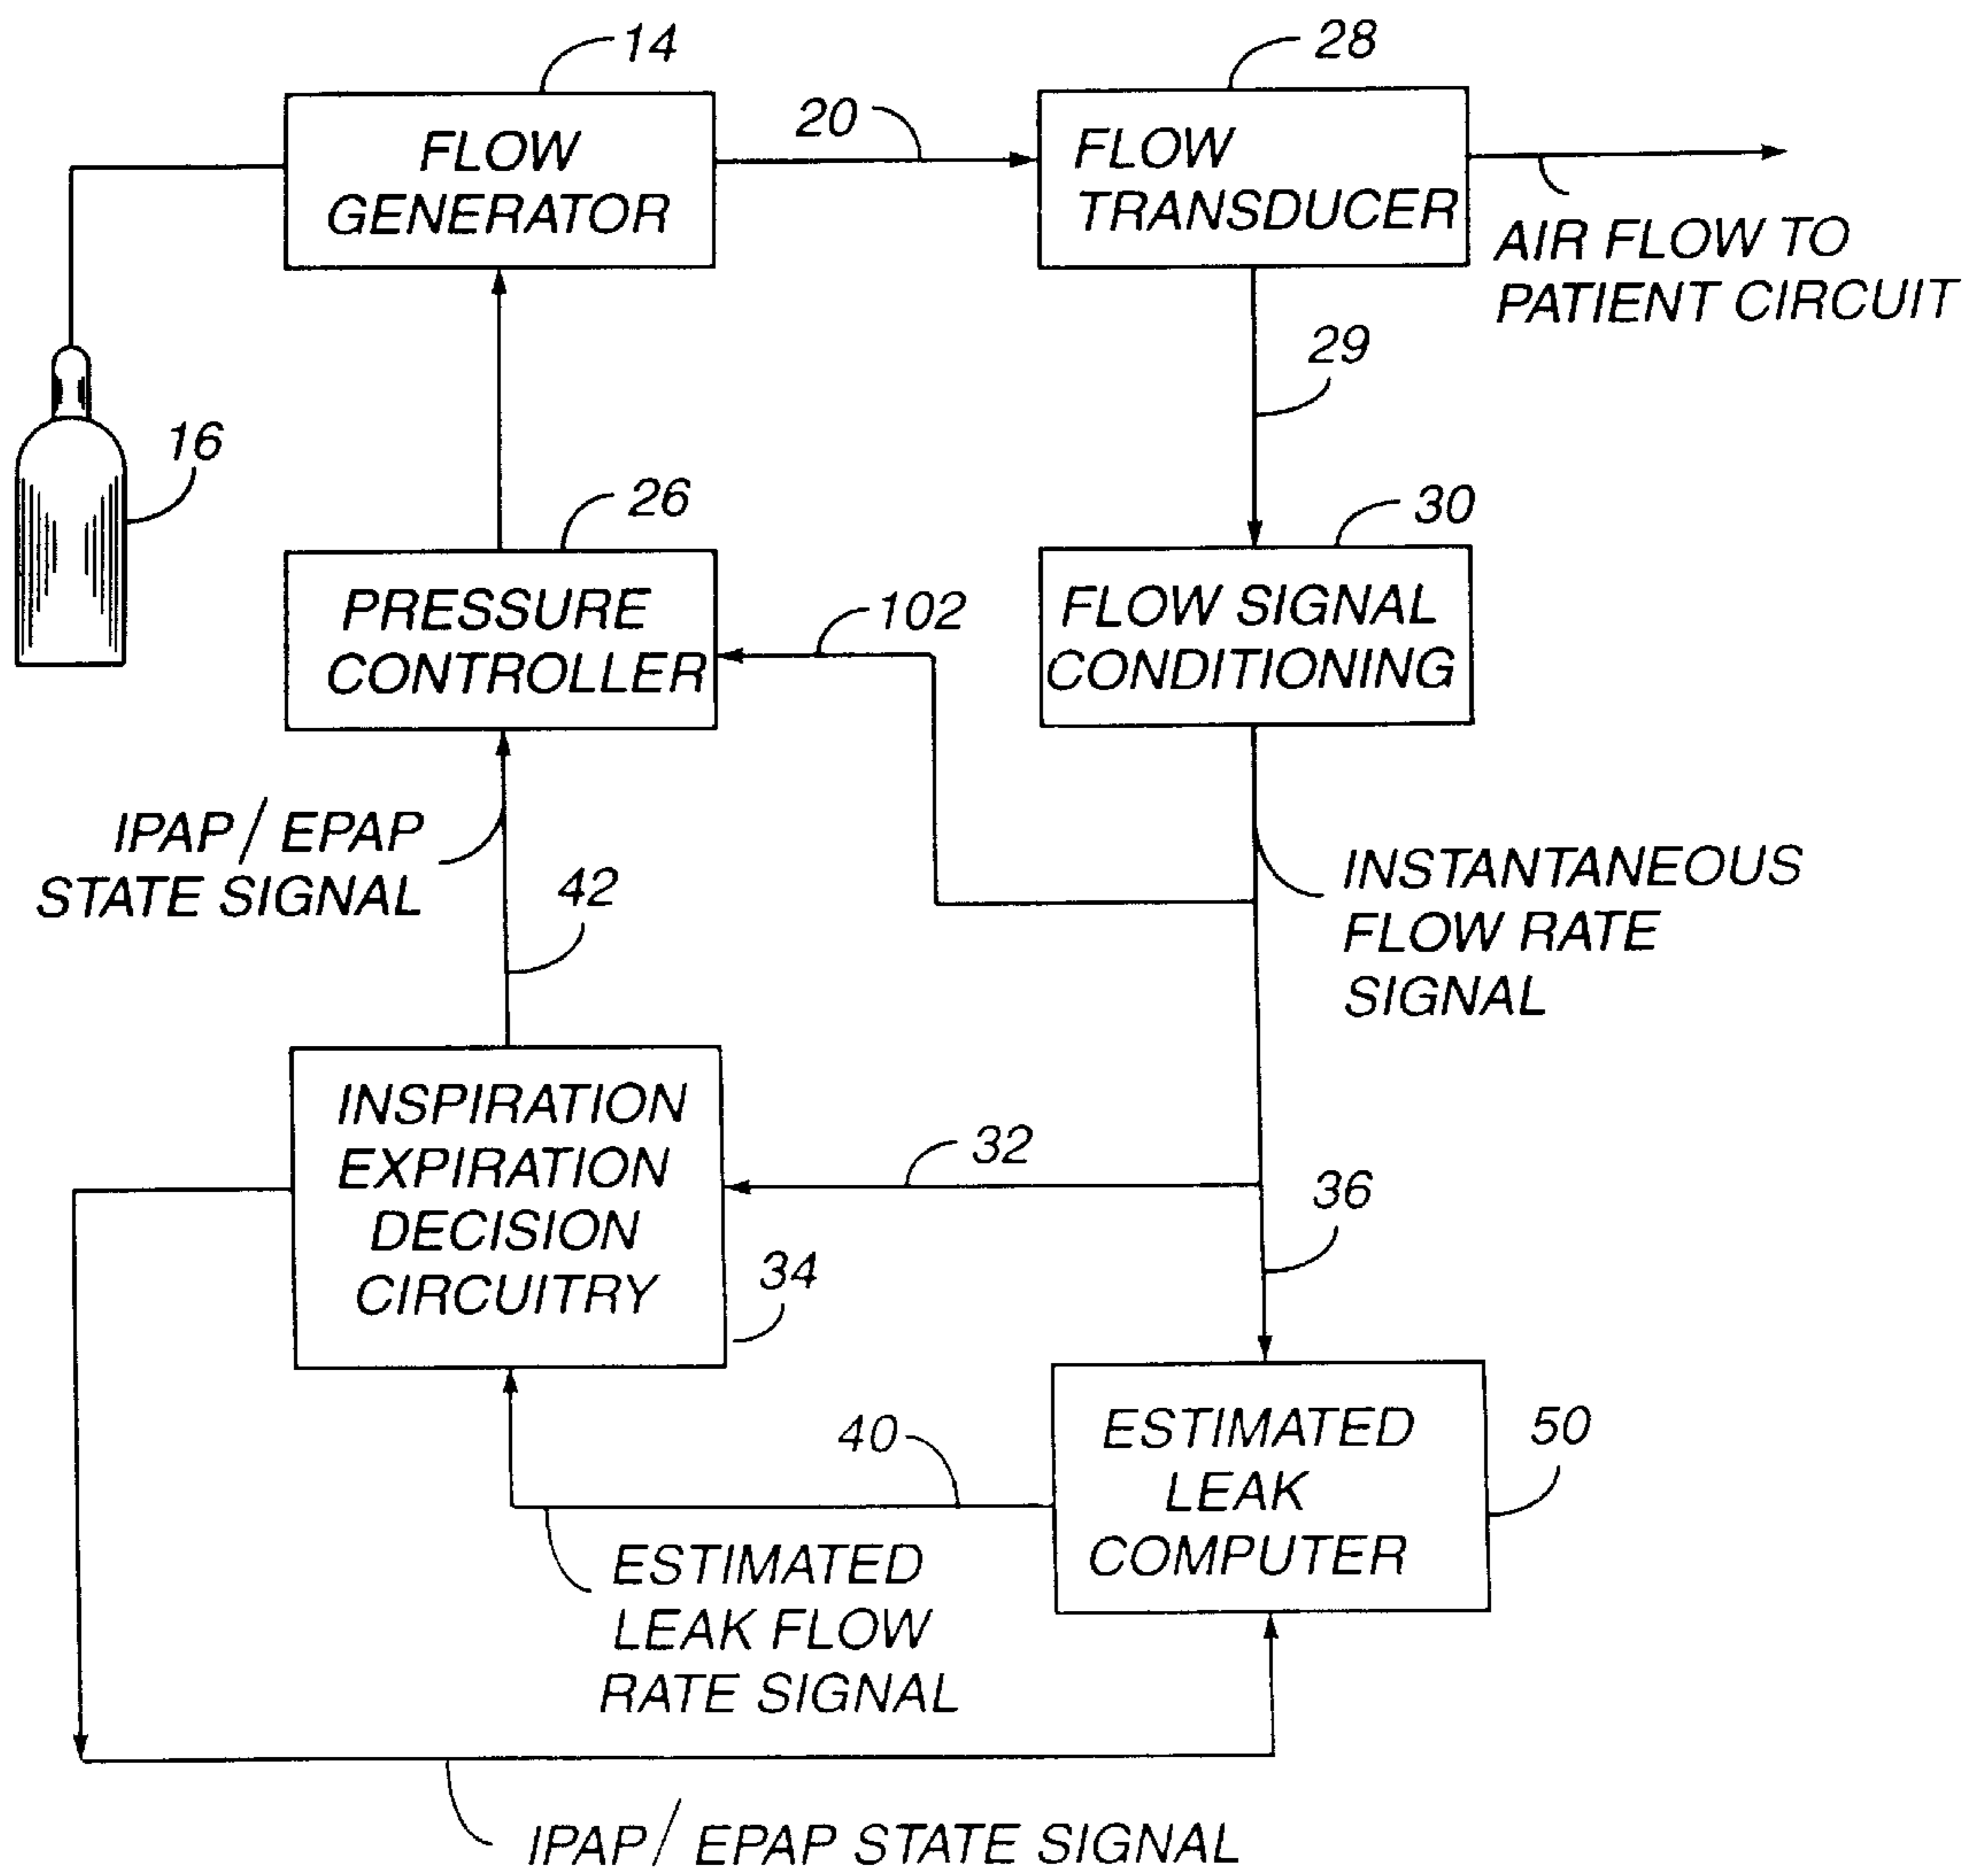 14
28
20
FLOW
GENERATOR
FLOW
TRANSDUCER
AIR FLOW TO
PATIENT CIRCUIT
29
16
26
30
PRESSURE
CONTROLLER
102
FLOW SIGNAL
CONDITIONING
IPAP / EPAP
STATE SIGNAL
42
INSTANTANEOUS
FLOW RATE
SIGNAL
INSPIRATION
EXPIRATION
DECISION
CIRCUITRY
32
36
34
40
ESTIMATED
LEAK
COMPUTER
50
ESTIMATED
LEAK FLOW
RATE SIGNAL
IPAP / EPAP STATE SIGNAL